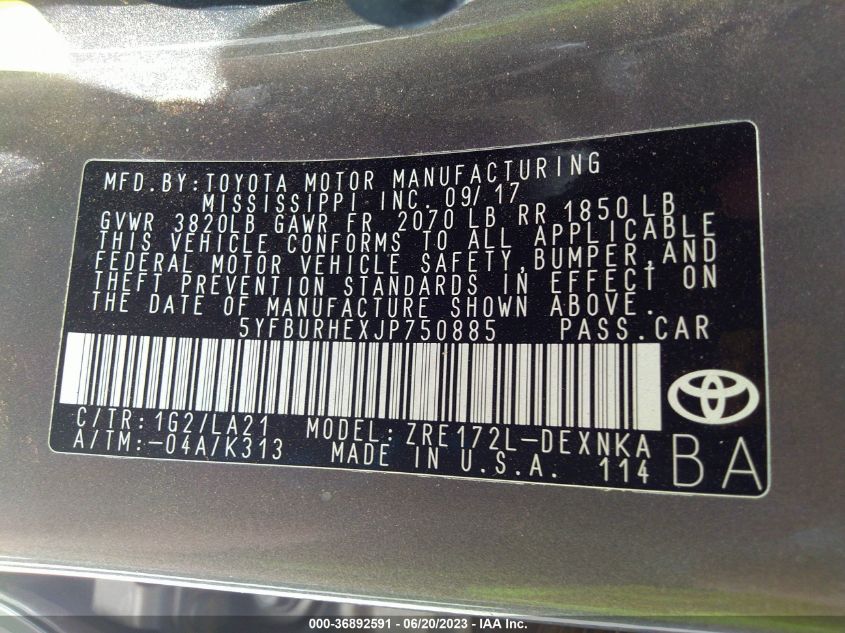 MFD.BY:TOYOTA MOTOR MANUFACTURING
MISSISSIPPI INC. 09/17
GVWR 3820LB GAWR FR 2070 LB RR 1850 LB
THIS VEHICLE CONFORMS TO ALL APPLICABLE
FEDERAL MOTOR VEHICLE SAFETY,BUMPER,AND
THEFT PREVENTION STANDARDS IN EFFECT ON
THE DATE OF MANUFACTURE SHOWN ABOVE.
5YFBURHEXJP750885 PASS.CAR
C/TR:1G2/LA21 MODEL:ZRE172L-DEXNKA
A/TM:-04A/K313 MADE IN U.S.A. 114
BA
000-36892591 - 06/20/2023 - IAA Inc.